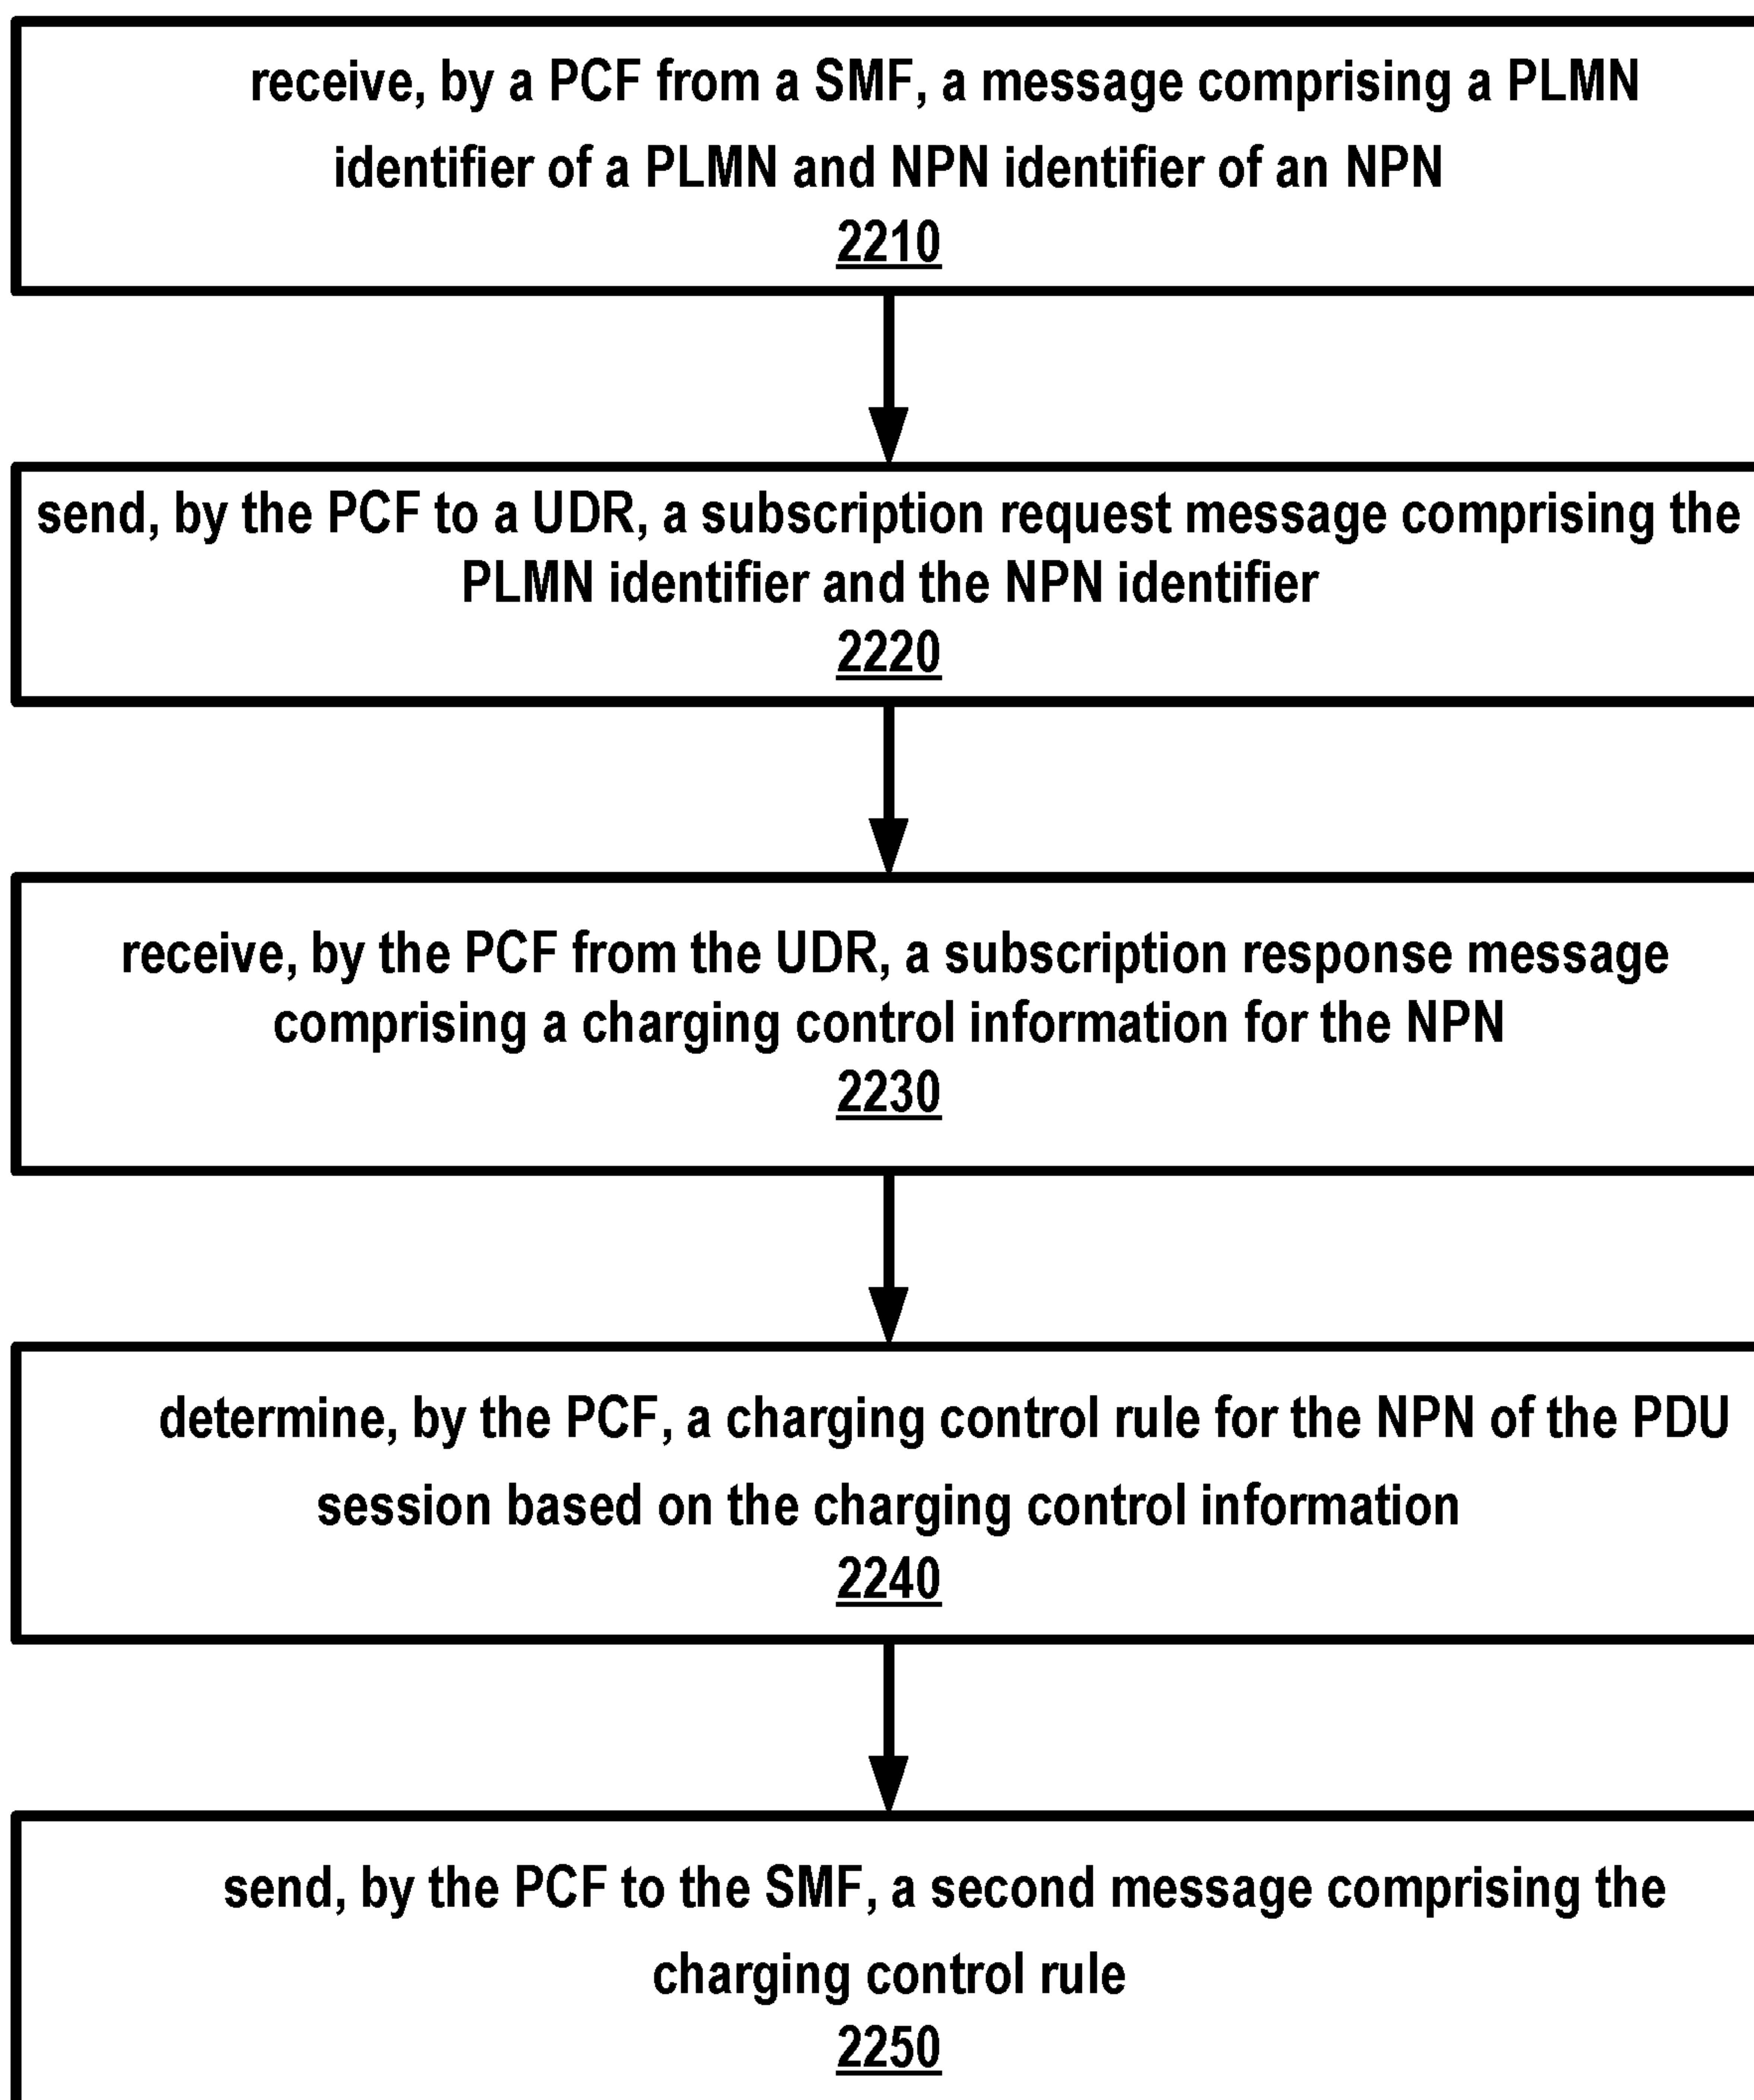 receive, by a PCF from a SMF, a message comprising a PLMN
identifier of a PLMN and NPN identifier of an NPN
2210
send, by the PCF to a UDR, a subscription request message comprising the
PLMN identifier and the NPN identifier
2220
receive, by the PCF from the UDR, a subscription response message
comprising a charging control information for the NPN
2230
determine, by the PCF, a charging control rule for the NPN of the PDU
session based on the charging control information
2240
send, by the PCF to the SMF, a second message comprising the
charging control rule
2250